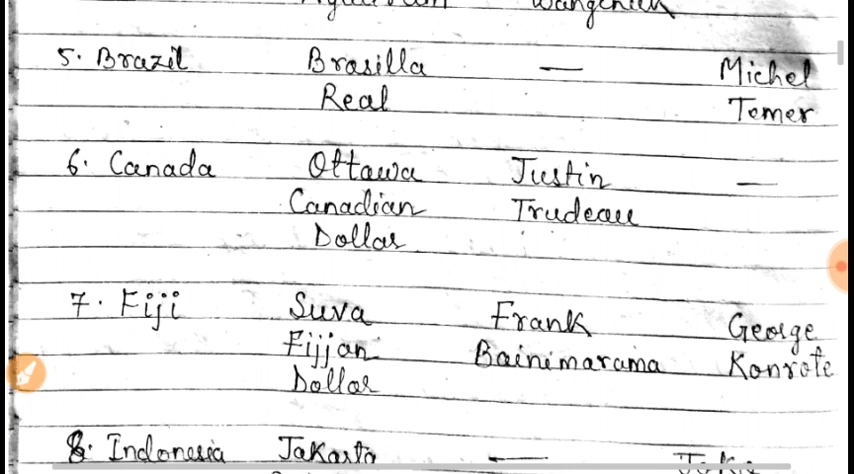 5. Brazil Brasilla — Michel
Real Temer
6. Canada Ottawa Justin —
Canadian Trudeau
Dollar
7. Fiji Suva Frank George
Fijjan Bainimarama Konrote
Dollar
8. Indonesia Jakarta —